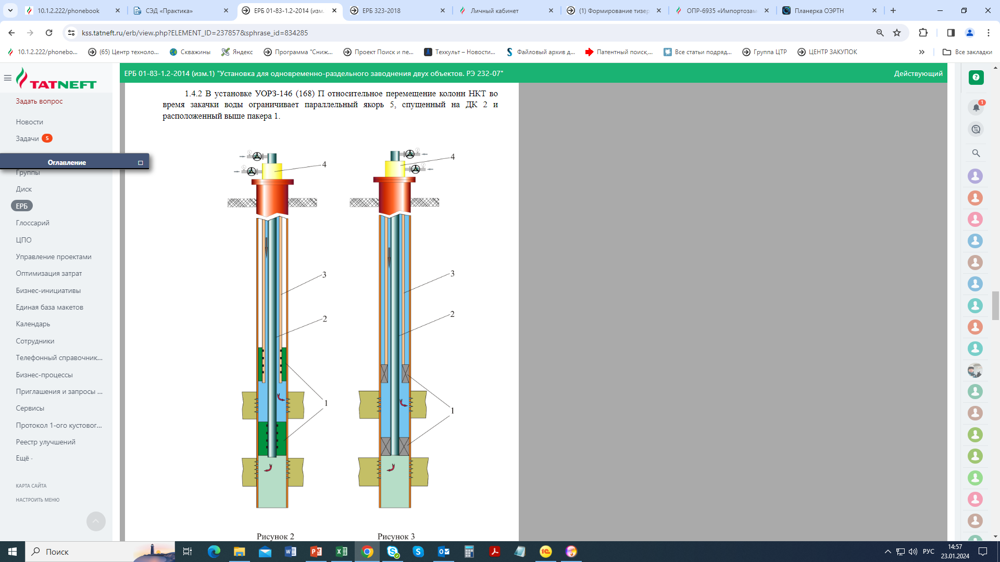 10.1.2.222/phonebook
СЭД «Практика»
ЕРБ 01-83-1.2-2014 (изм.
ЕРБ 323-2018
Личный кабинет
(1) Формирование тизер
ОПР-6935 «Импортозам
Планерка ОЭРТН
kss.tatneft.ru/erb/view.php?ELEMENT_ID=237857&sphrase_id=834285
10.1.2.222/phonebo...
(65) Центр техноло...
Скважины
Яндекс
Программа "Сниж...
Проект Поиск и пе...
Техкульт – Новости...
Файловый архив д...
Патентный поиск,...
Все статьи подряд...
Группа ЦТР
ЦЕНТР ЗАКУПОК
»
Все закладки
TATNEFT
Задать вопрос
Новости
Задачи 5
Оглавление
Группы
Диск
ЕРБ
Глоссарий
ЦПО
Управление проектами
Оптимизация затрат
Бизнес-инициативы
Единая база макетов
Календарь
Сотрудники
Телефонный справочник...
Бизнес-процессы
Приглашения и запросы ...
Сервисы
Протокол 1-ого кустовог...
Реестр улучшений
Ещё -
КАРТА САЙТА
НАСТРОИТЬ МЕНЮ
ЕРБ 01-83-1.2-2014 (изм.1) "Установка для одновременно-раздельного заводнения двух объектов. РЭ 232-07"
Действующий
1.4.2 В установке УОРЗ-146 (168) П относительное перемещение колонн НКТ во
время закачки воды ограничивает параллельный якорь 5, спущенный на ДК 2 и
расположенный выше пакера 1.
4
3
2
1
4
3
2
1
Рисунок 2
Рисунок 3
?
1
Поиск
РУС
14:57
23.01.2024